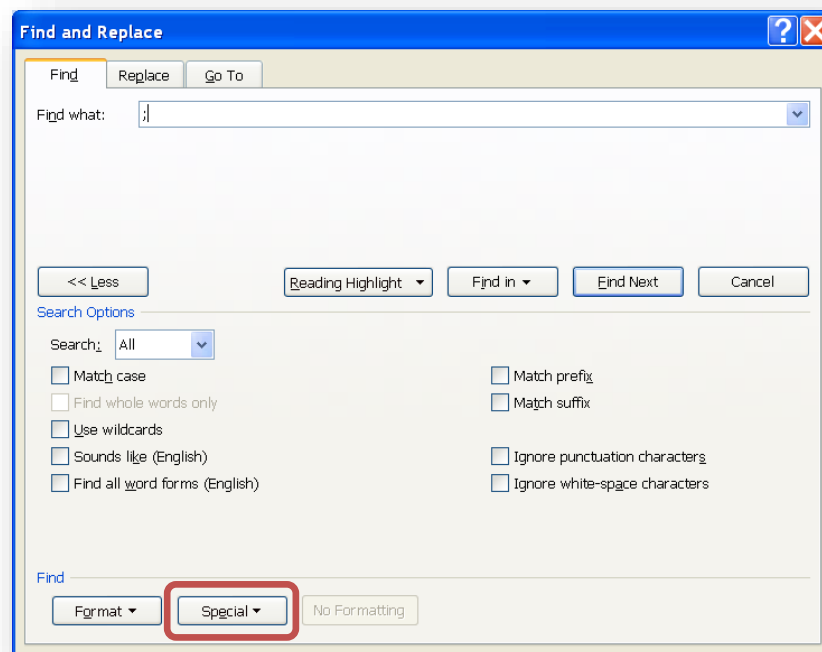 Find and Replace
Find Replace Go To
Find what: ;
<< Less Reading Highlight Find in Find Next Cancel
Search Options
Search: All
Match case Match prefix
Find whole words only Match suffix
Use wildcards
Sounds like (English) Ignore punctuation characters
Find all word forms (English) Ignore white-space characters
Find
Format Special No Formatting